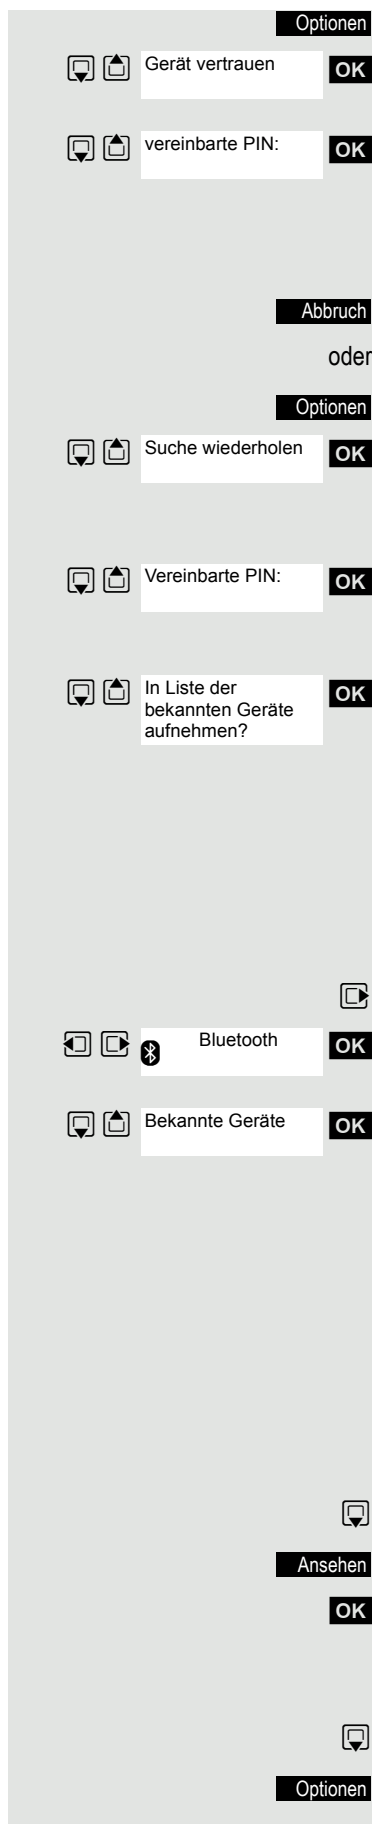 Optionen
Gerät vertrauen OK
vereinbarte PIN: OK
Abbruch
oder
Optionen
Suche wiederholen OK
Vereinbarte PIN: OK
In Liste der OK
bekannten Geräte
aufnehmen?
Bluetooth OK
Bekannte Geräte OK
Ansehen
OK
Optionen